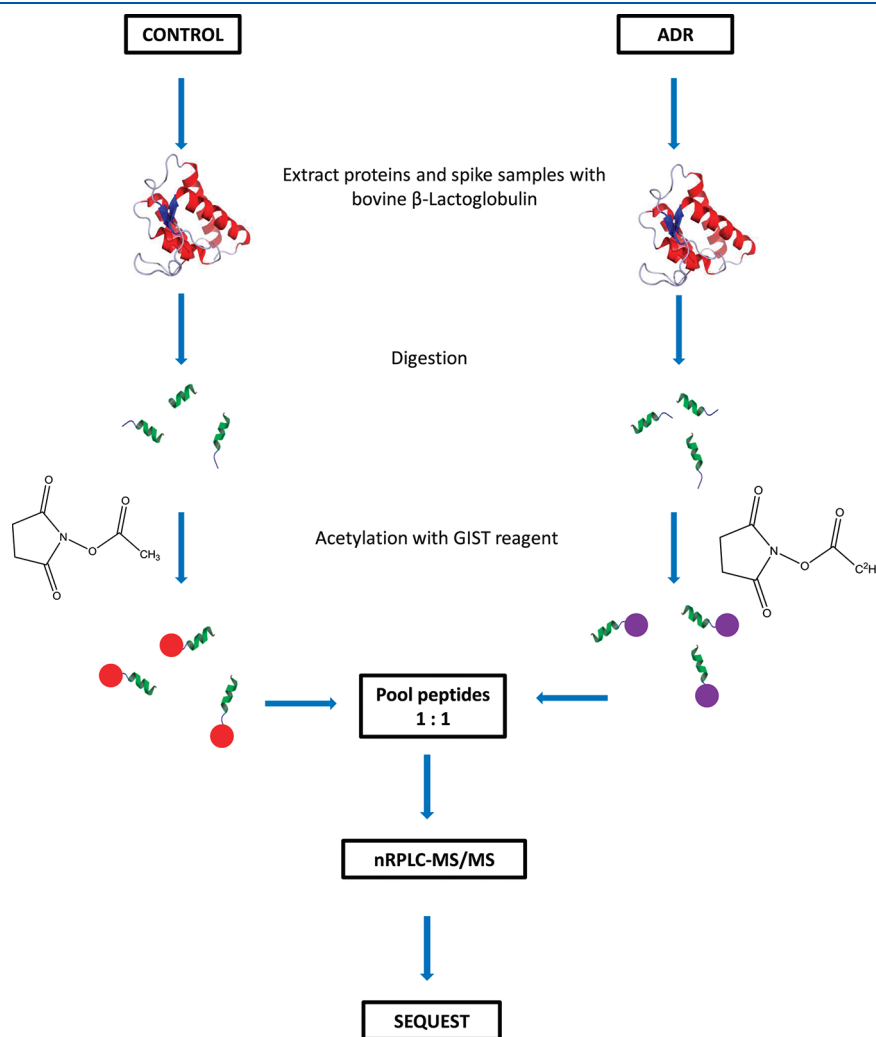 CONTROL
ADR
Extract proteins and spike samples with
bovine β-Lactoglobulin
Digestion
O
N
O
O
CH₃
O
Acetylation with GIST reagent
O
N
O
O
C²H
O
Pool peptides
1 : 1
nRPLC-MS/MS
SEQUEST